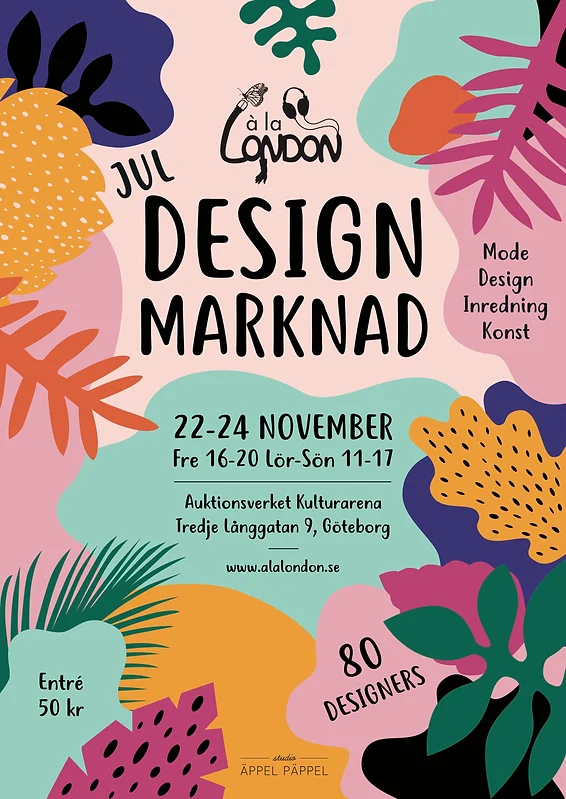 à la
LONDON
JUL
DESIGN
MARKNAD
Mode
Design
Inredning
Konst
22-24 NOVEMBER
Fre 16-20 Lör-Sön 11-17
Auktionsverket Kulturarena
Tredje Långgatan 9, Göteborg
www.alalondon.se
80
DESIGNERS
Entré
50 kr
studio
ÄPPEL PÄPPEL